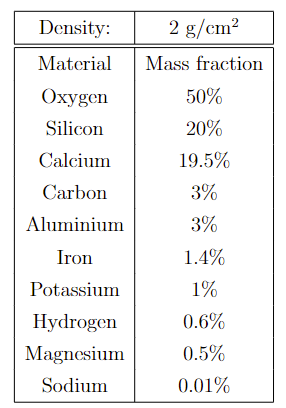 Density: 2 g/cm²
Material Mass fraction
Oxygen 50%
Silicon 20%
Calcium 19.5%
Carbon 3%
Aluminium 3%
Iron 1.4%
Potassium 1%
Hydrogen 0.6%
Magnesium 0.5%
Sodium 0.01%